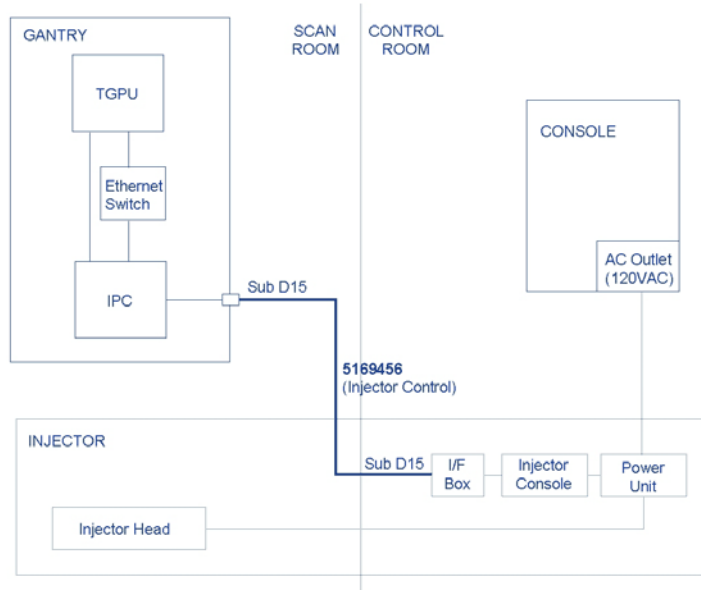 GANTRY
SCAN
ROOM
CONTROL
ROOM
TGPU
CONSOLE
Ethernet
Switch
AC Outlet
(120VAC)
IPC
Sub D15
5169456
(Injector Control)
INJECTOR
Sub D15
I/F
Box
Injector
Console
Power
Unit
Injector Head